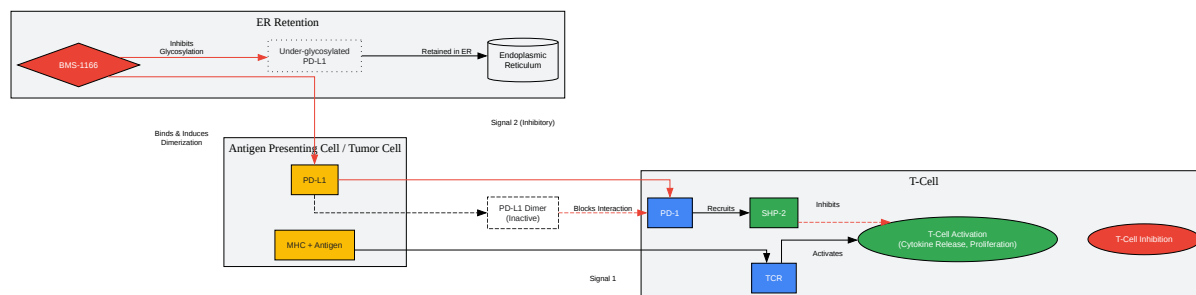 ER Retention
Inhibits
Glycosylation
BMS-1166
Under-glycosylated
PD-L1
Retained in ER
Endoplasmic
Reticulum
Binds & Induces
Dimerization
Signal 2 (Inhibitory)
Antigen Presenting Cell / Tumor Cell
PD-L1
MHC + Antigen
PD-L1 Dimer
(Inactive)
Blocks Interaction
T-Cell
PD-1
Recruits
SHP-2
Inhibits
T-Cell Activation
(Cytokine Release, Proliferation)
T-Cell Inhibition
Activates
Signal 1
TCR